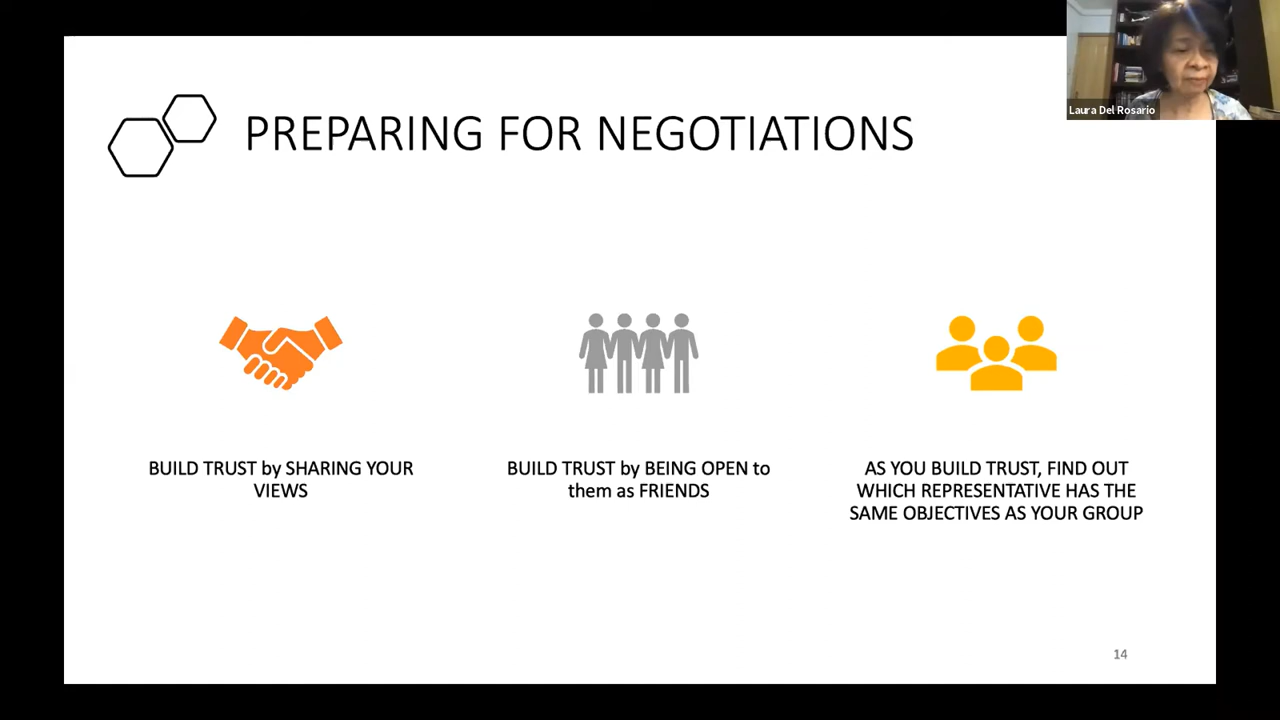 PREPARING FOR NEGOTIATIONS
Laura Del Rosario
BUILD TRUST by SHARING YOUR
VIEWS
BUILD TRUST by BEING OPEN to
them as FRIENDS
AS YOU BUILD TRUST, FIND OUT
WHICH REPRESENTATIVE HAS THE
SAME OBJECTIVES AS YOUR GROUP
14